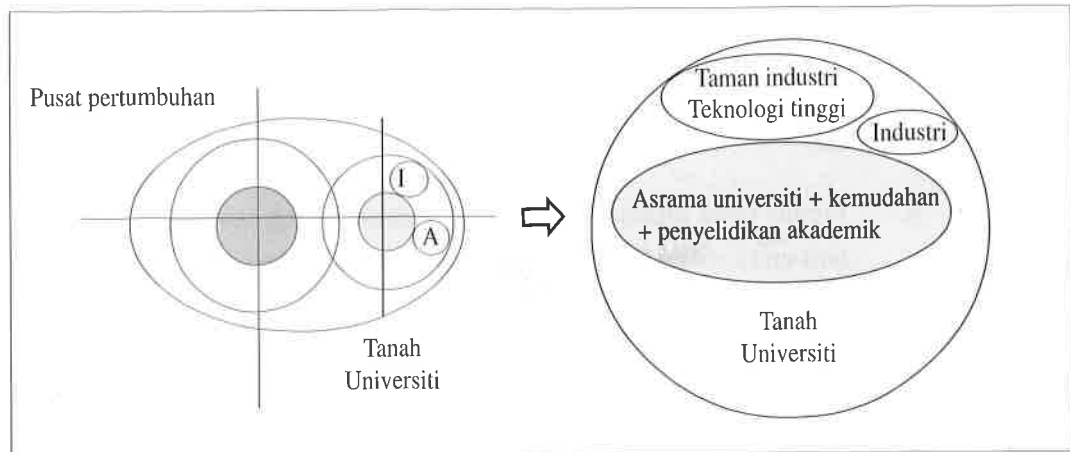 Pusat pertumbuhan
I
A
Tanah
Universiti
Taman industri
Teknologi tinggi
Industri
Asrama universiti + kemudahan
+ penyelidikan akademik
Tanah
Universiti